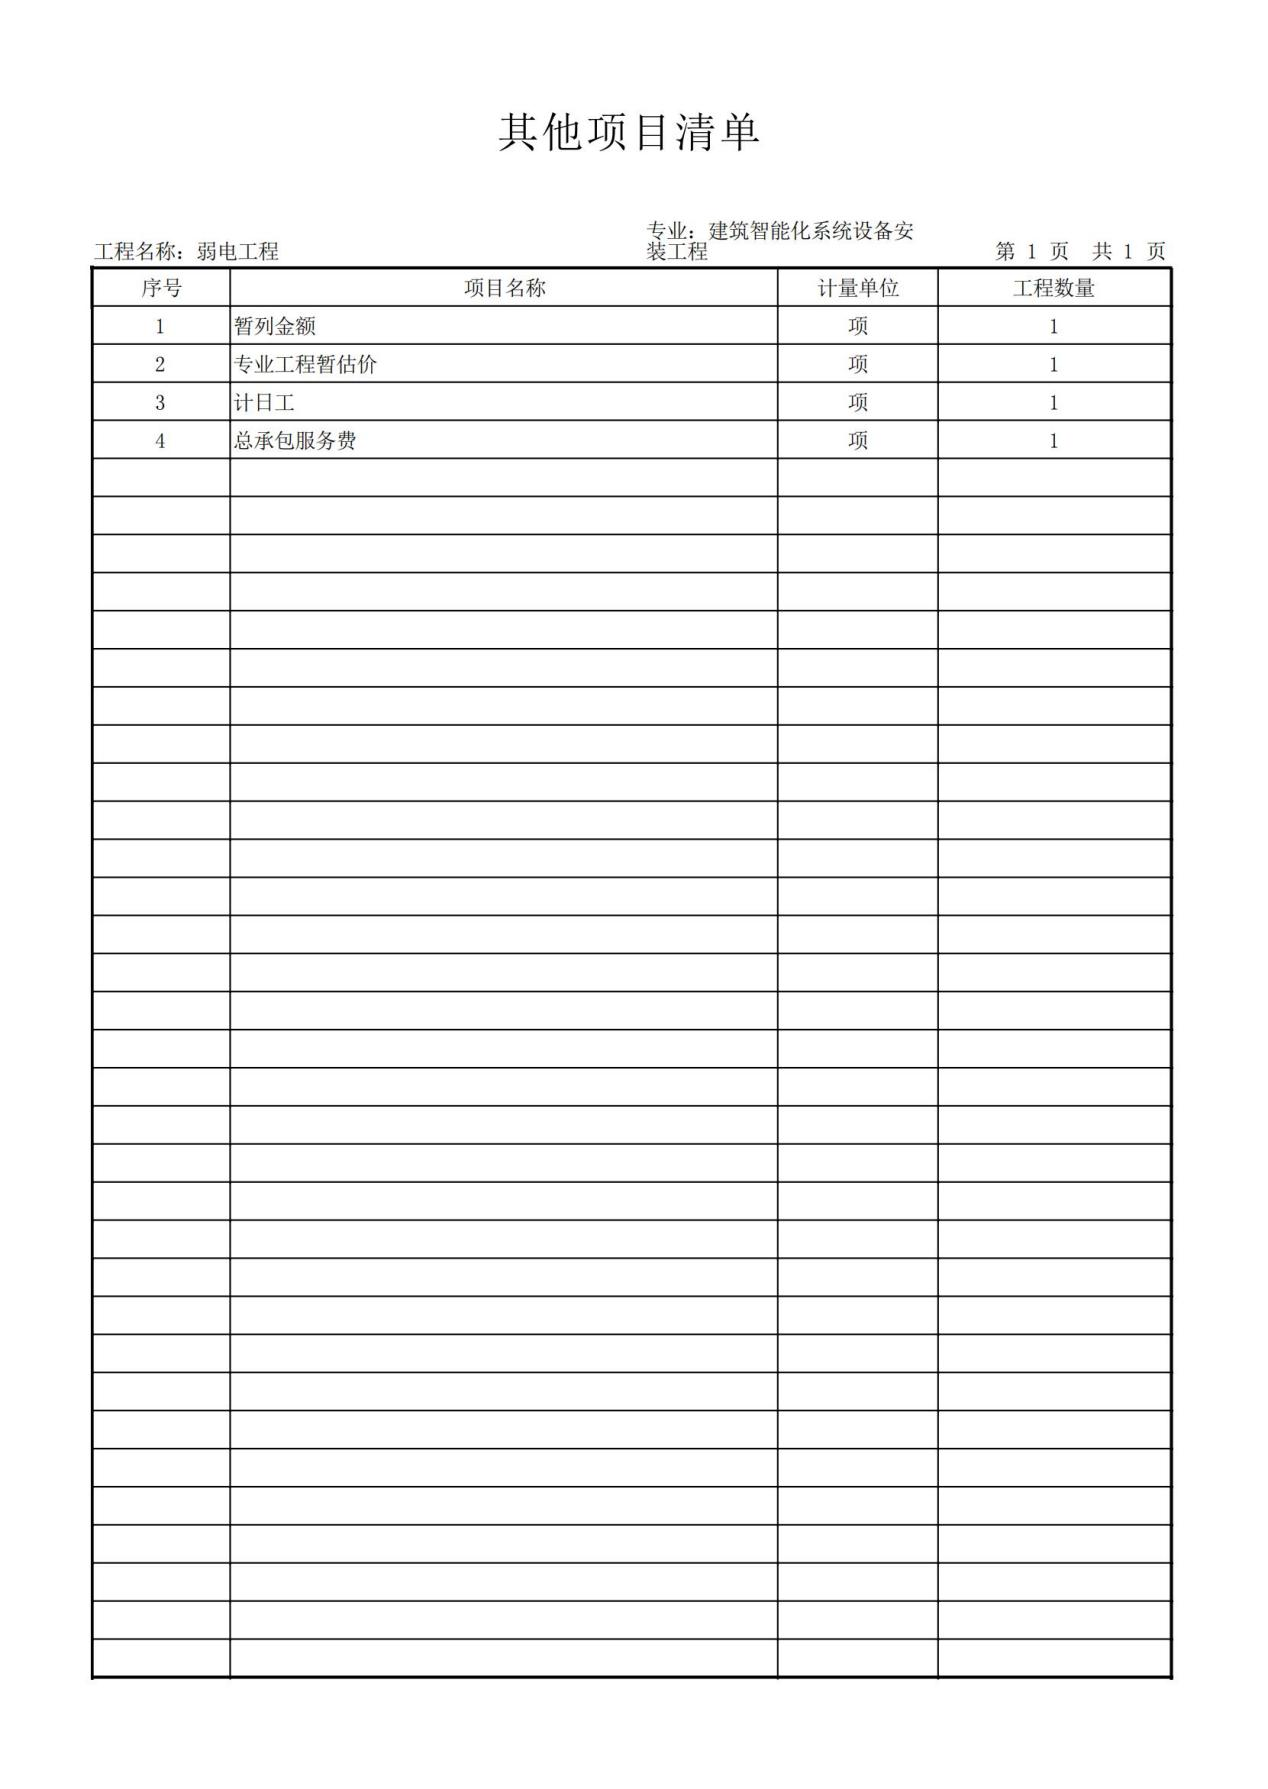 其他项目清单
专业：建筑智能化系统设备安
工程名称：弱电工程 装工程 第 1 页 共 1 页
序号 项目名称 计量单位 工程数量
1 暂列金额 项 1
2 专业工程暂估价 项 1
3 计日工 项 1
4 总承包服务费 项 1